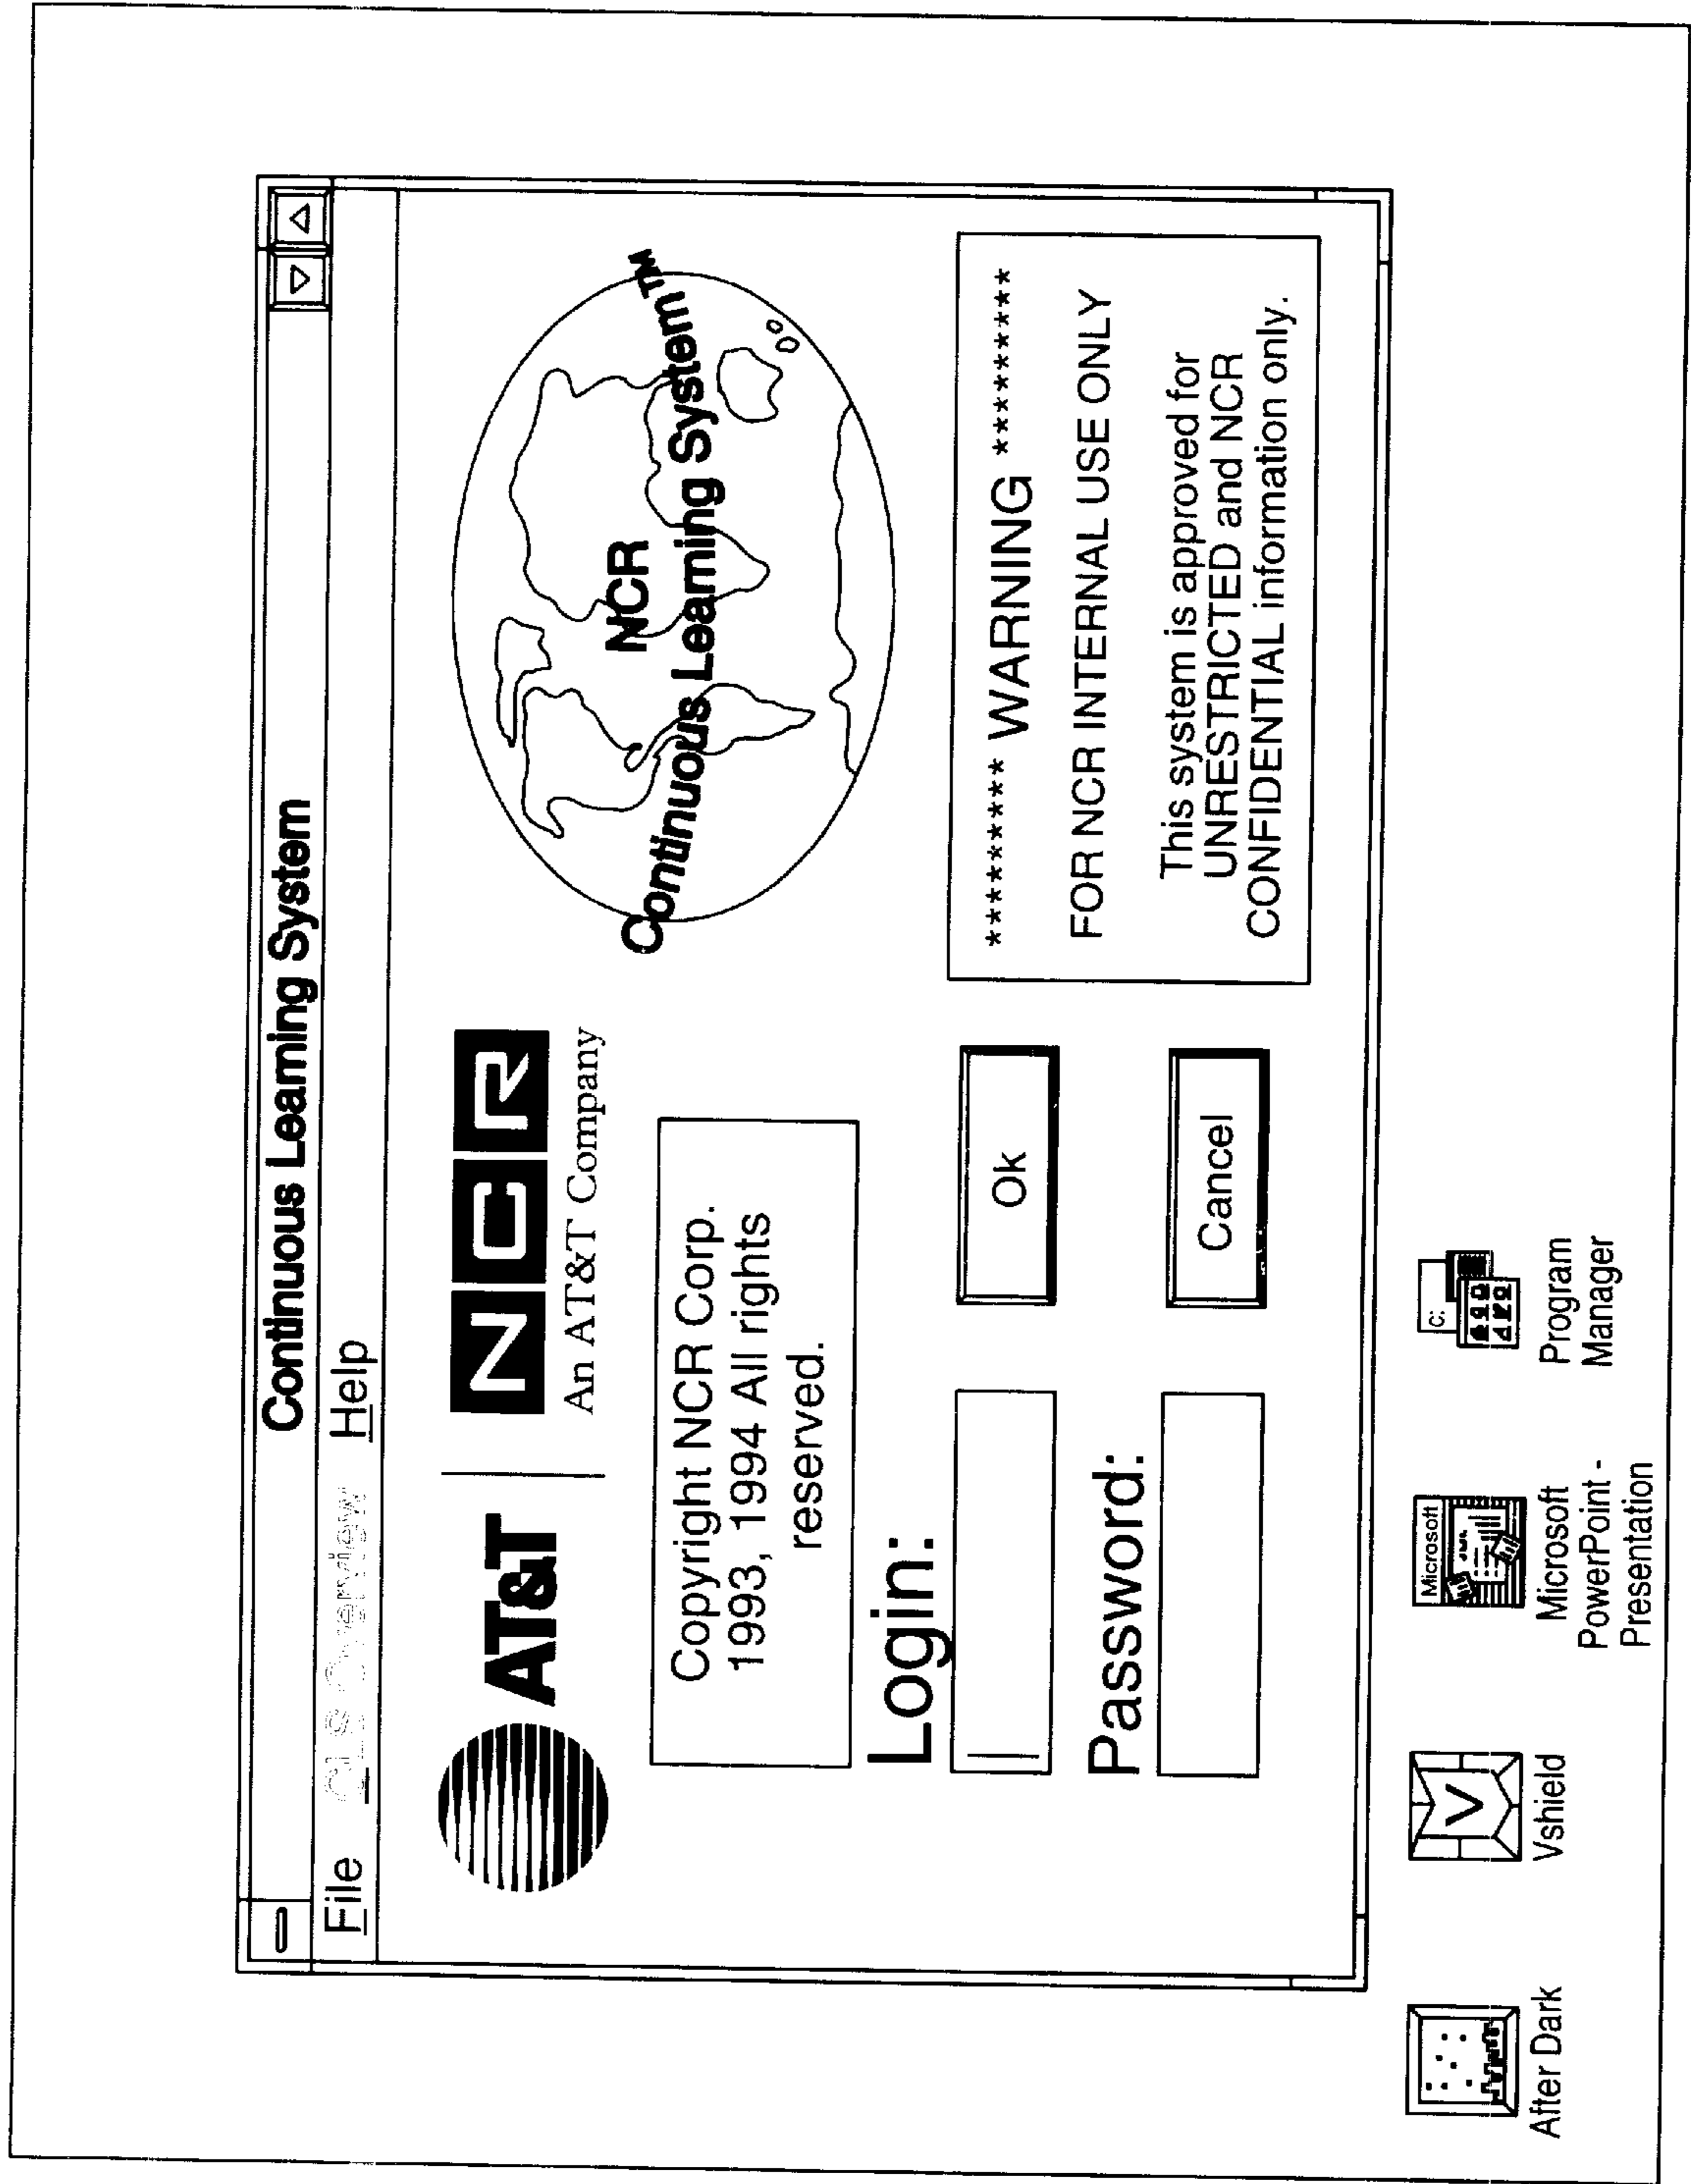 Continuous Learning System
File CLS Overview Help
AT&T
NCR
An AT&T Company
NCR
Continuous Learning System™
Copyright NCR Corp.
1993, 1994 All rights
reserved.
Login:
Ok
Password:
Cancel
********* WARNING *********
FOR NCR INTERNAL USE ONLY
This system is approved for
UNRESTRICTED and NCR
CONFIDENTIAL information only.
After Dark
V
Vshield
Microsoft
Microsoft
PowerPoint -
Presentation
C:
Program
Manager